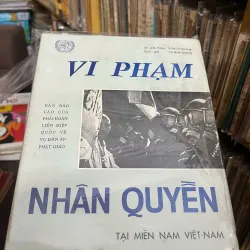 VI PHẠM
BẢN BÁO
CÁO CỦA
PHÁI ĐOÀN
LIÊN HIỆP
QUỐC VỀ
VỤ ĐÀN ÁP
PHẬT GIÁO
NHÂN QUYỀN
TẠI MIỀN NAM VIỆT-NAM